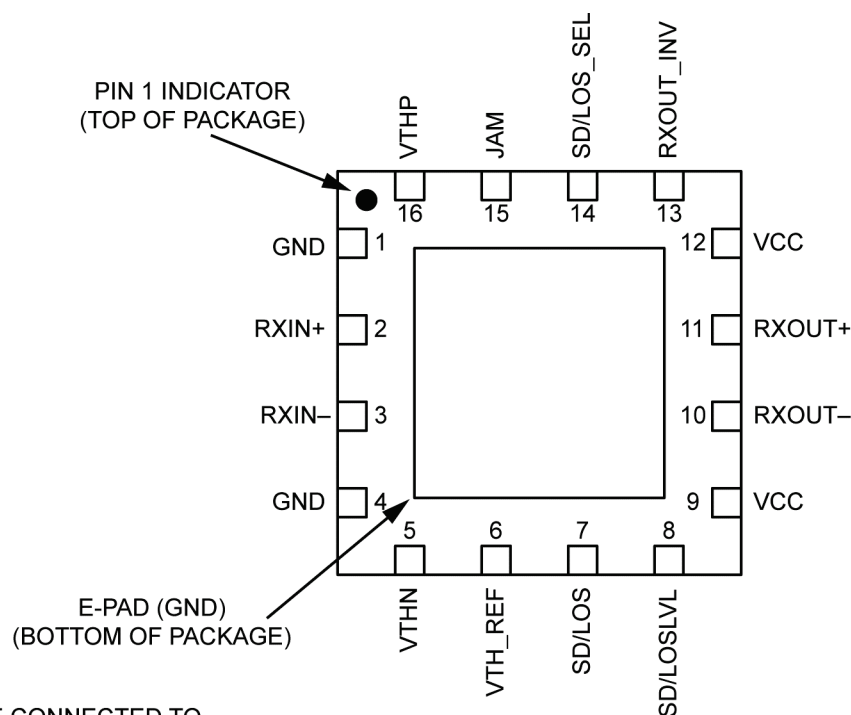 PIN 1 INDICATOR
(TOP OF PACKAGE)
VTHP
JAM
SD/LOS_SEL
RXOUT_INV
16
15
14
13
GND 1
12 VCC
RXIN+ 2
11 RXOUT+
RXIN– 3
10 RXOUT–
GND 4
9 VCC
5
6
7
8
VTHN
VTH_REF
SD/LOS
SD/LOSLVL
E-PAD (GND)
(BOTTOM OF PACKAGE)
CONNECTED TO